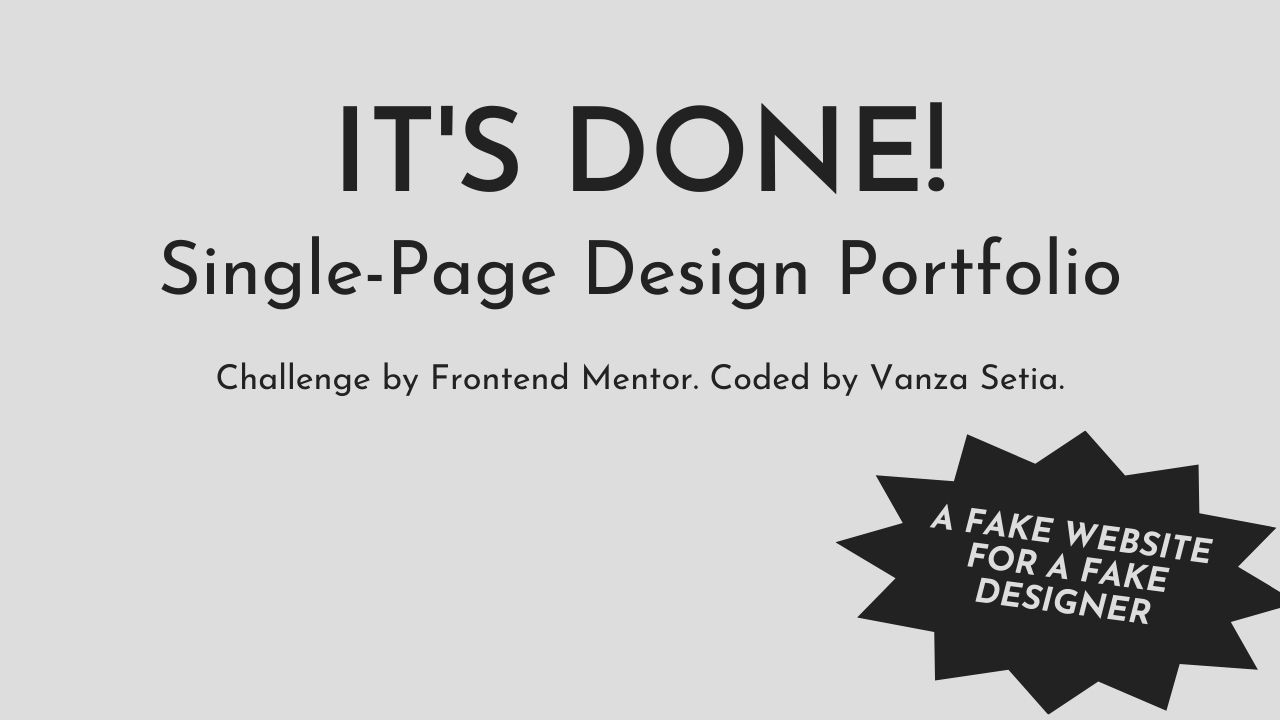 IT'S DONE!
Single-Page Design Portfolio
Challenge by Frontend Mentor. Coded by Vanza Setia.
A FAKE WEBSITE
FOR A FAKE
DESIGNER